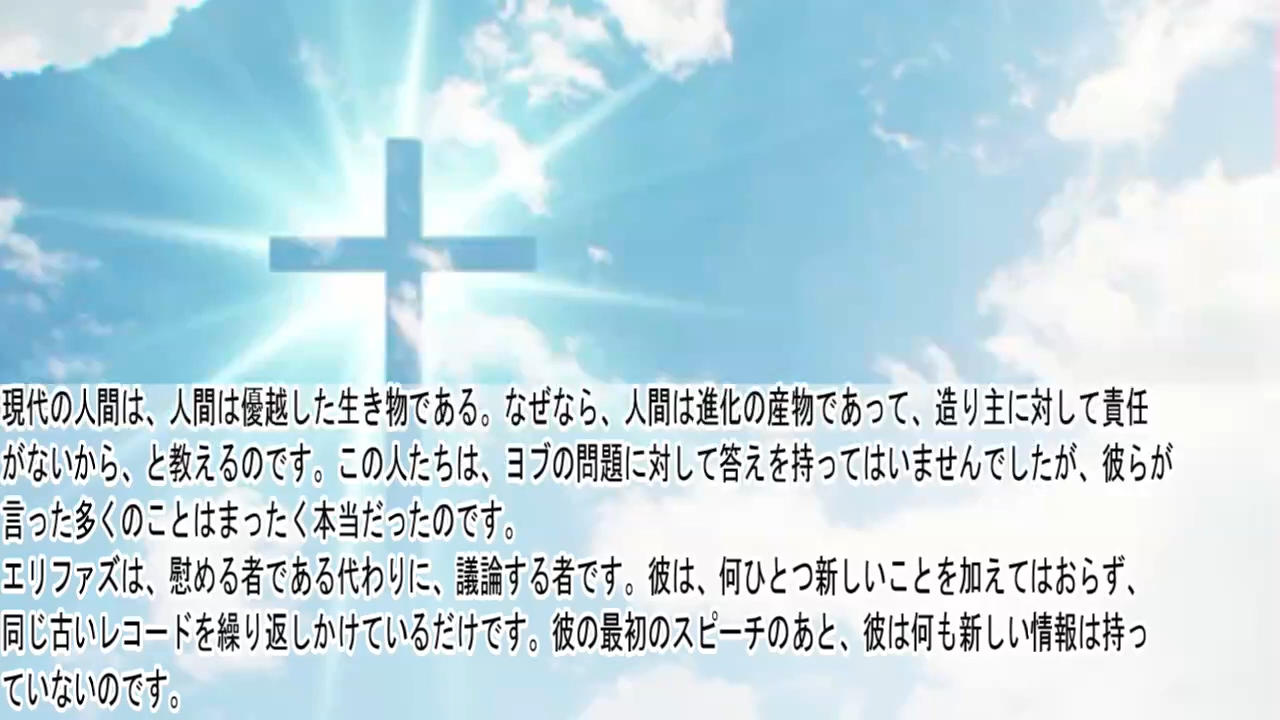 現代の人間は、人間は優越した生き物である。なぜなら、人間は進化の産物であって、造り主に対して責任
がないから、と教えるのです。この人たちは、ヨブの問題に対して答えを持ってはいませんでしたが、彼らが
言った多くのことはまったく本当だったのです。
エリファズは、慰める者である代わりに、議論する者です。彼は、何ひとつ新しいことを加えてはおらず、
同じ古いレコードを繰り返しかけているだけです。彼の最初のスピーチのあと、彼は何も新しい情報は持っ
ていないのです。